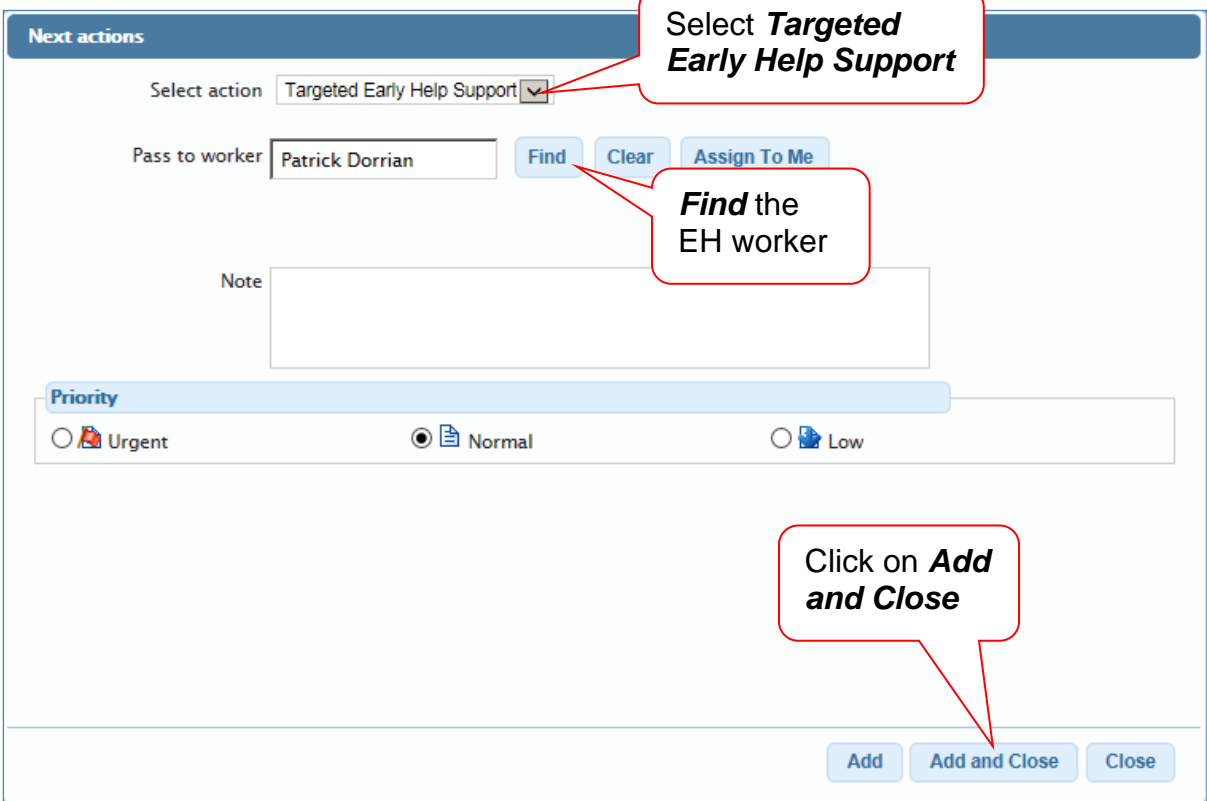 Next actions
Select Targeted
Early Help Support
Select action Targeted Early Help Support
Pass to worker Patrick Dorrian Find Clear Assign To Me
Find the
EH worker
Note
Priority
Urgent Normal Low
Click on Add
and Close
Add Add and Close Close